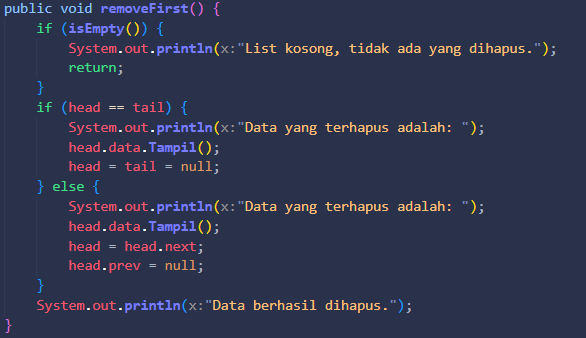 public void removeFirst() {
    if (isEmpty()) {
        System.out.println(x:"List kosong, tidak ada yang dihapus.");
        return;
    }
    if (head == tail) {
        System.out.println(x:"Data yang terhapus adalah: ");
        head.data.Tampil();
        head = tail = null;
    } else {
        System.out.println(x:"Data yang terhapus adalah: ");
        head.data.Tampil();
        head = head.next;
        head.prev = null;
    }
    System.out.println(x:"Data berhasil dihapus.");
}